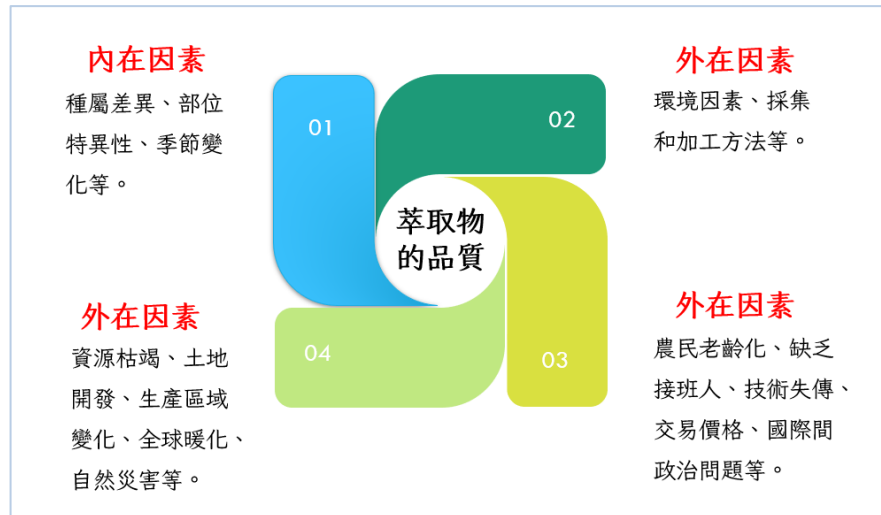 內在因素
種屬差異、部位
特異性、季節變
化等。
01
02
外在因素
環境因素、採集
和加工方法等。
萃取物
的品質
外在因素
資源枯竭、土地
開發、生產區域
變化、全球暖化、
自然災害等。
04
03
外在因素
農民老齡化、缺乏
接班人、技術失傳、
交易價格、國際間
政治問題等。